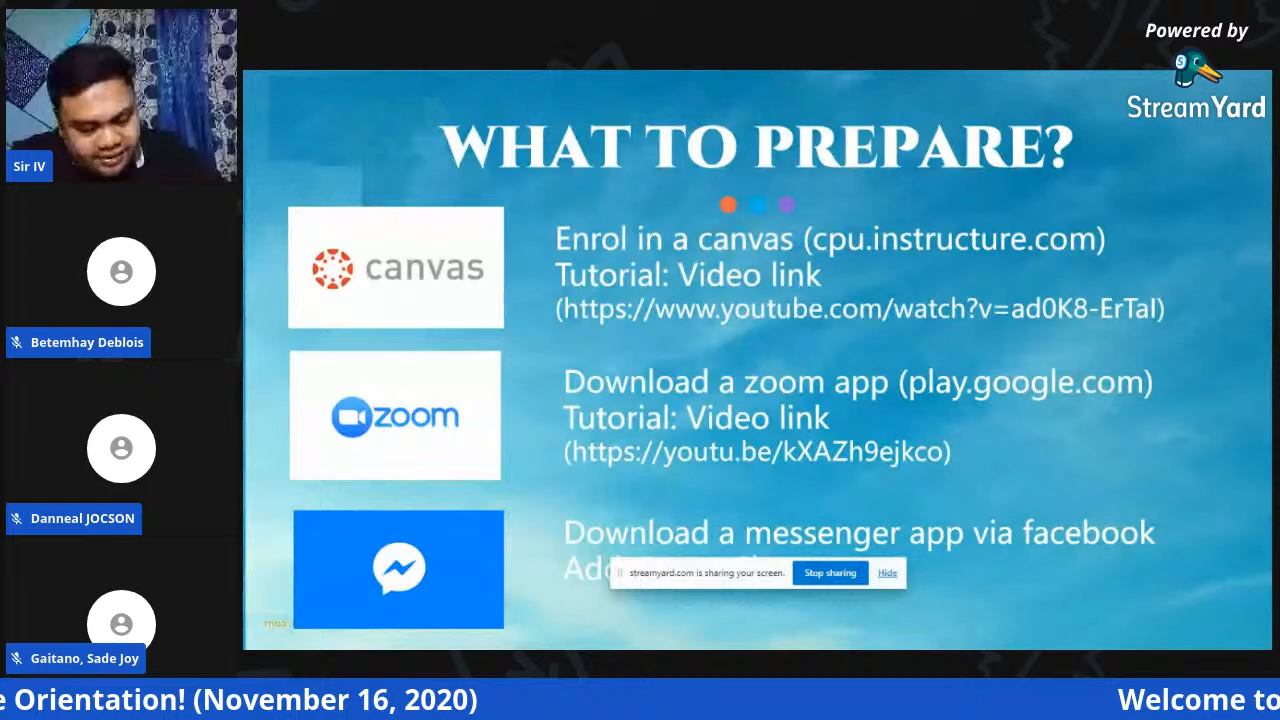 Powered by
StreamYard
Sir IV
Betemhay Deblois
Danneal JOCSON
Gaitano, Sade Joy
WHAT TO PREPARE?
canvas
Enrol in a canvas (cpu.instructure.com)
Tutorial: Video link
(https://www.youtube.com/watch?v=ad0K8-ErTaI)
zoom
Download a zoom app (play.google.com)
Tutorial: Video link
(https://youtu.be/kXAZh9ejkco)
Download a messenger app via facebook
streamyard.com is sharing your screen. Stop sharing Hide
e Orientation! (November 16, 2020) Welcome to